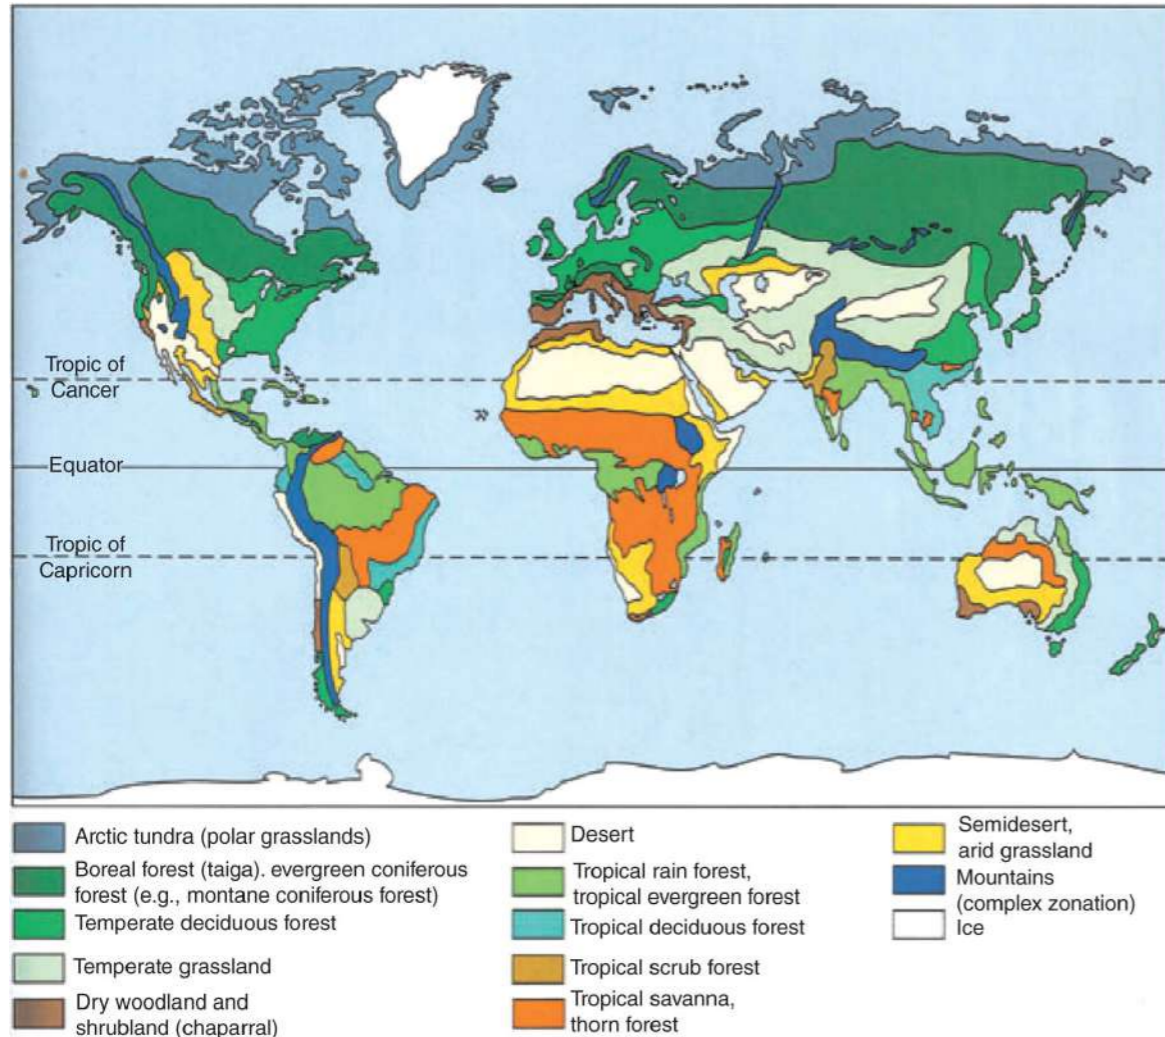 Tropic of
Cancer
Equator
Tropic of
Capricorn
Arctic tundra (polar grasslands)
Boreal forest (taiga). evergreen coniferous
forest (e.g., montane coniferous forest)
Temperate deciduous forest
Temperate grassland
Dry woodland and
shrubland (chaparral)
Desert
Tropical rain forest,
tropical evergreen forest
Tropical deciduous forest
Tropical scrub forest
Tropical savanna,
thorn forest
Semidesert,
arid grassland
Mountains
(complex zonation)
Ice